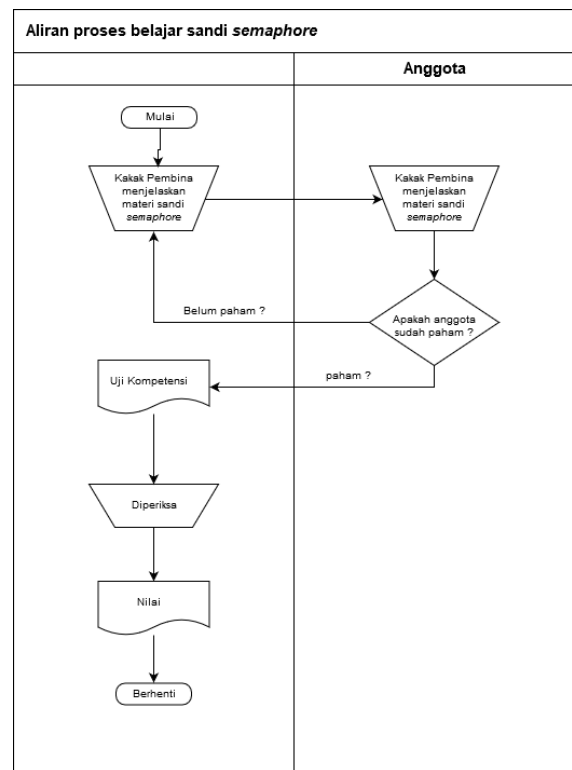 Aliran proses belajar sandi semaphore
Anggota
Mulai
Kakak Pembina
menjelaskan
materi sandi
semaphore
Kakak Pembina
menjelaskan
materi sandi
semaphore
Belum paham ?
Apakah anggota
sudah paham ?
paham ?
Uji Kompetensi
Diperiksa
Nilai
Berhenti